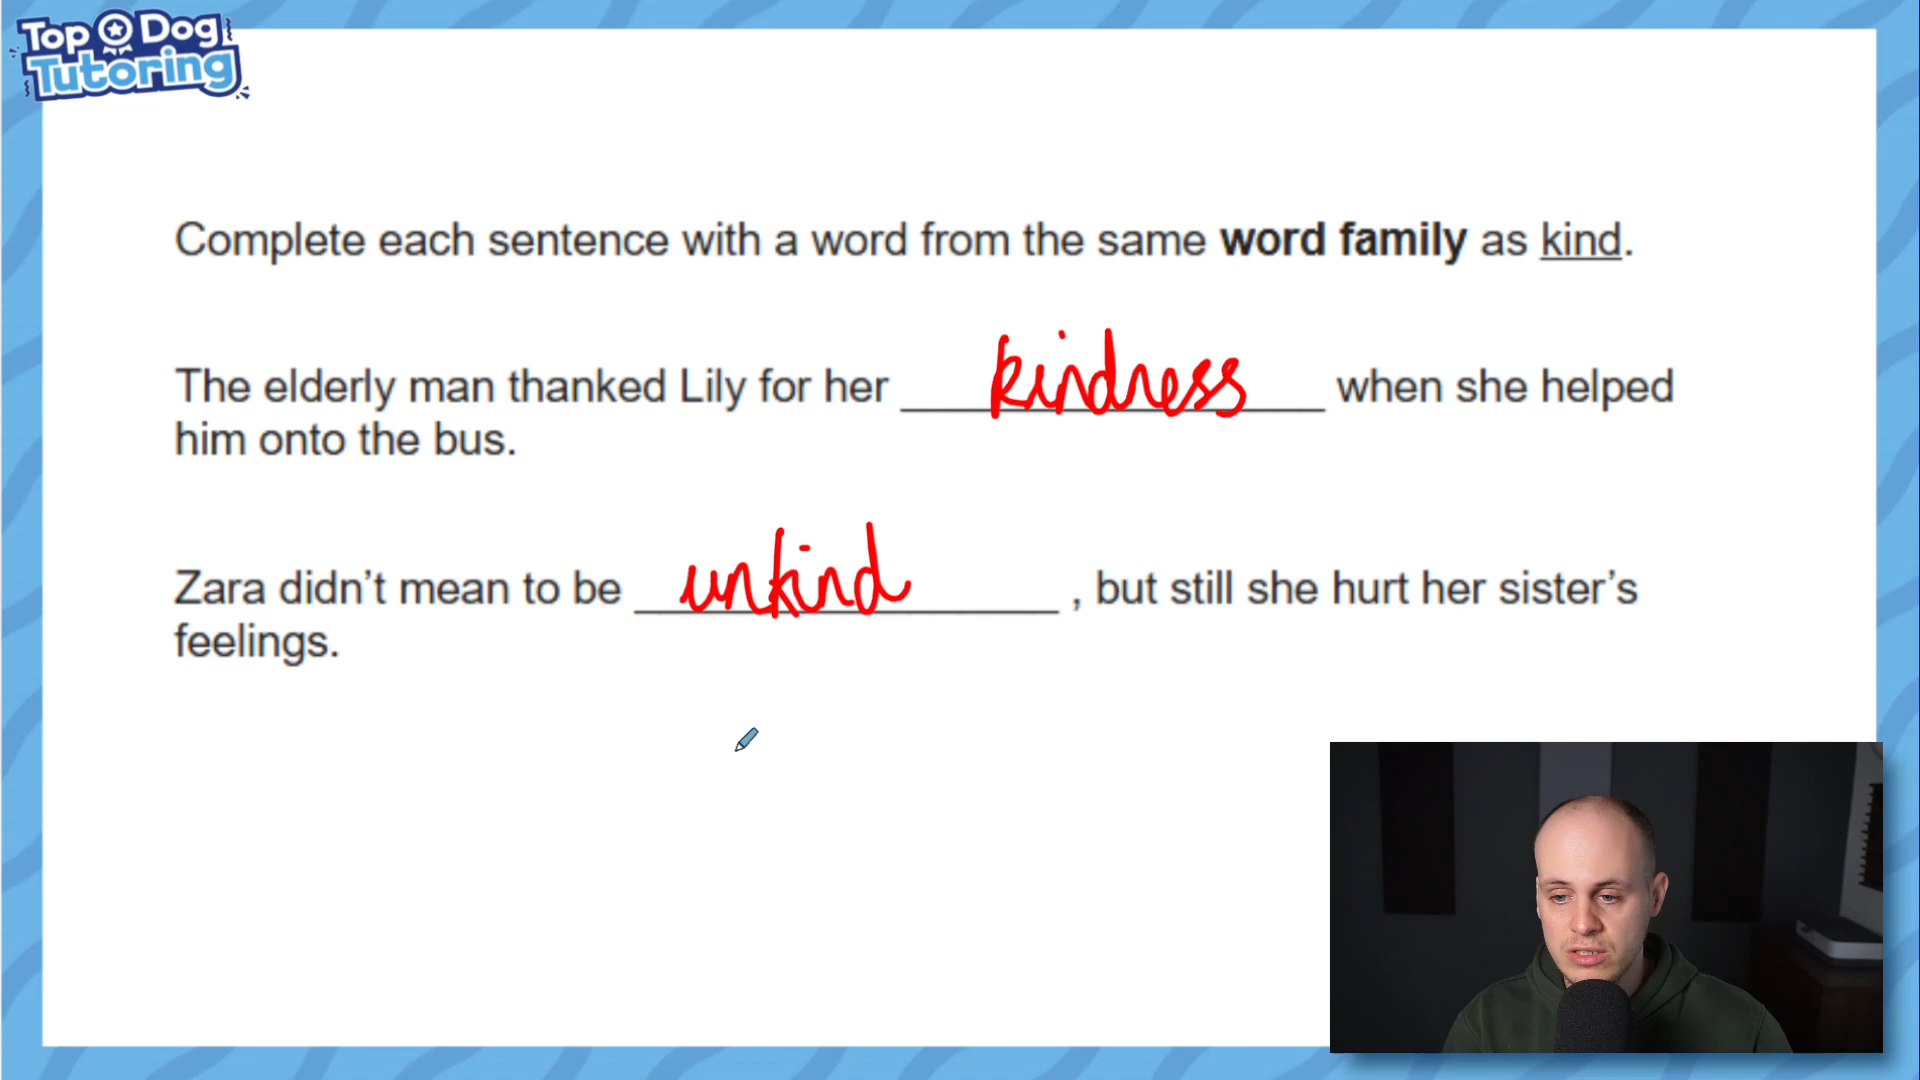 Top Dog
Tutoring
Complete each sentence with a word from the same word family as kind.
The elderly man thanked Lily for her kindness when she helped
him onto the bus.
Zara didn’t mean to be unkind , but still she hurt her sister’s
feelings.